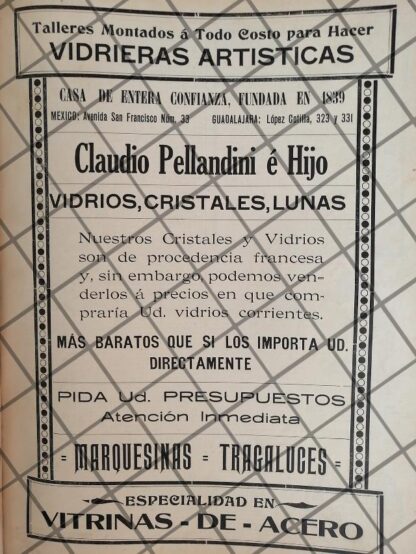 Talleres Montados á Todo Costo para Hacer
VIDRIERAS ARTISTICAS
CASA DE ENTERA CONFIANZA, FUNDADA EN 1839
MEXICO: Avenida San Francisco Núm. 33 GUADALAJARA: López Cotilla, 323 y 331
Claudio Pellandini é Hijo
VIDRIOS, CRISTALES, LUNAS
Nuestros Cristales y Vidrios
son de procedencia francesa
y, sin embargo, podemos ven-
derlos á precios en que com-
praría Ud. vidrios corrientes.
MÁS BARATOS QUE SI LOS IMPORTA UD.
DIRECTAMENTE
PIDA Ud. PRESUPUESTOS
Atención Inmediata
= MARQUESINAS = TRAGALUCES =
ESPECIALIDAD EN
VITRINAS - DE - ACERO